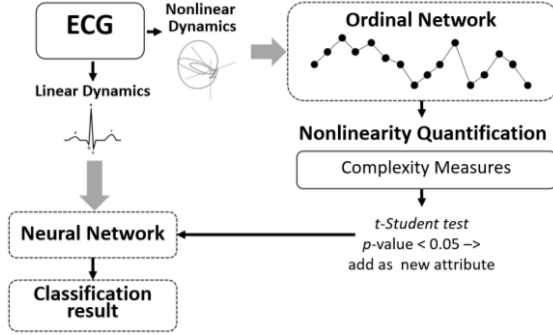 ECG
Nonlinear
Dynamics
Linear Dynamics
Ordinal Network
Nonlinearity Quantification
Complexity Measures
t-Student test
p-value < 0.05 –>
add as new attribute
Neural Network
Classification
result